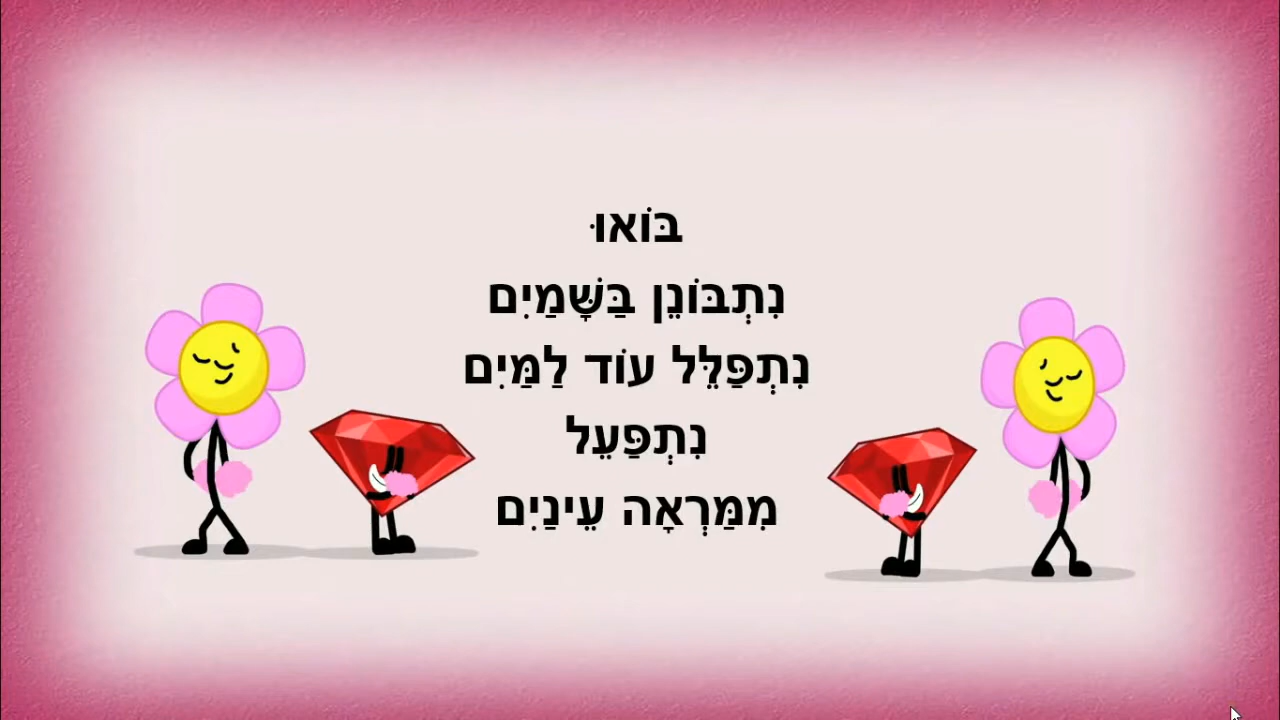 בּוֹאוּ
נִתְבּוֹנֵן בַּשָּׁמַיִם
נִתְפַּלֵּל עוֹד לַמַּיִם
נִתְפַּעֵל
מִמַּרְאָה עֵינַיִם